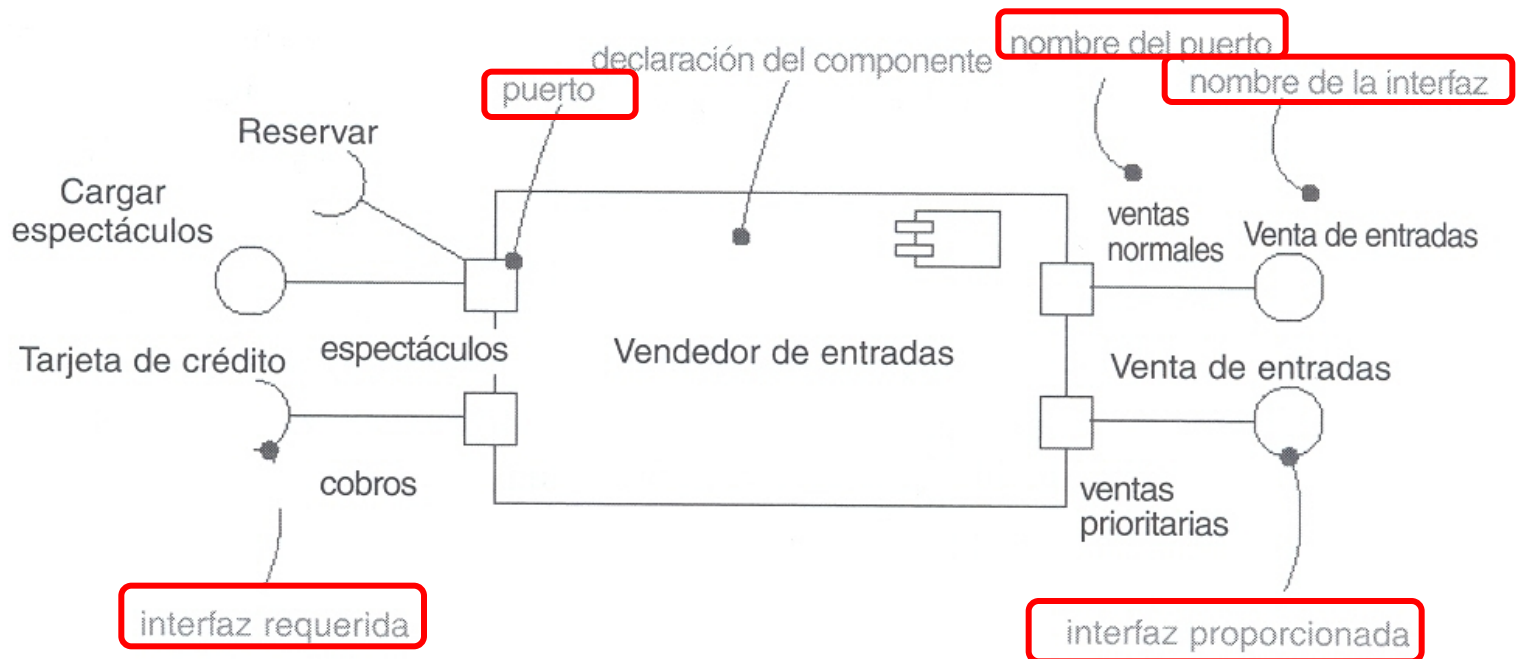 nombre del puerto
declaración del componente
nombre de la interfaz
puerto
Reservar
Cargar
espectáculos
ventas
normales
Venta de entradas
espectáculos
Vendedor de entradas
Tarjeta de crédito
Venta de entradas
cobros
ventas
prioritarias
interfaz requerida
interfaz proporcionada